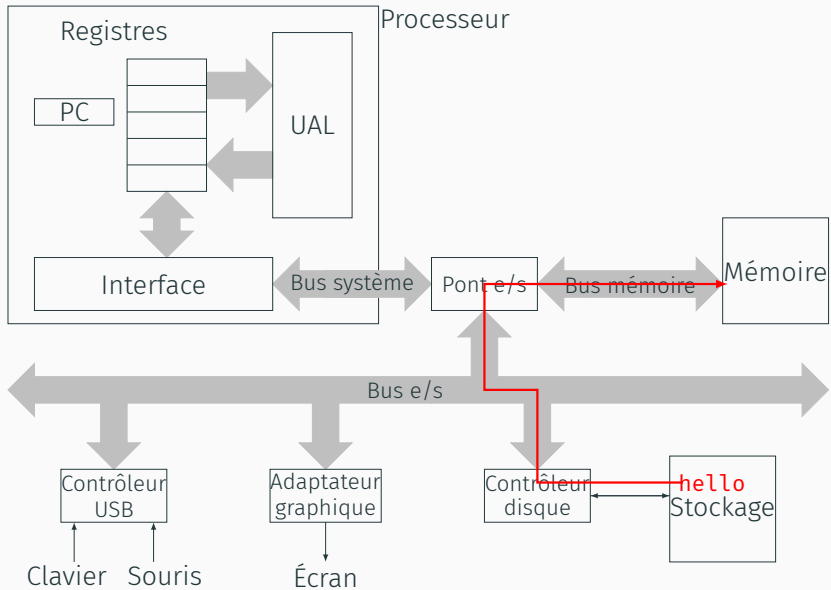 Processeur
Registres
PC
UAL
Interface
Bus système
Pont e/s
Bus mémoire
Mémoire
Bus e/s
Contrôleur
USB
Adaptateur
graphique
Contrôleur
disque
hello
Stockage
Clavier
Souris
Écran